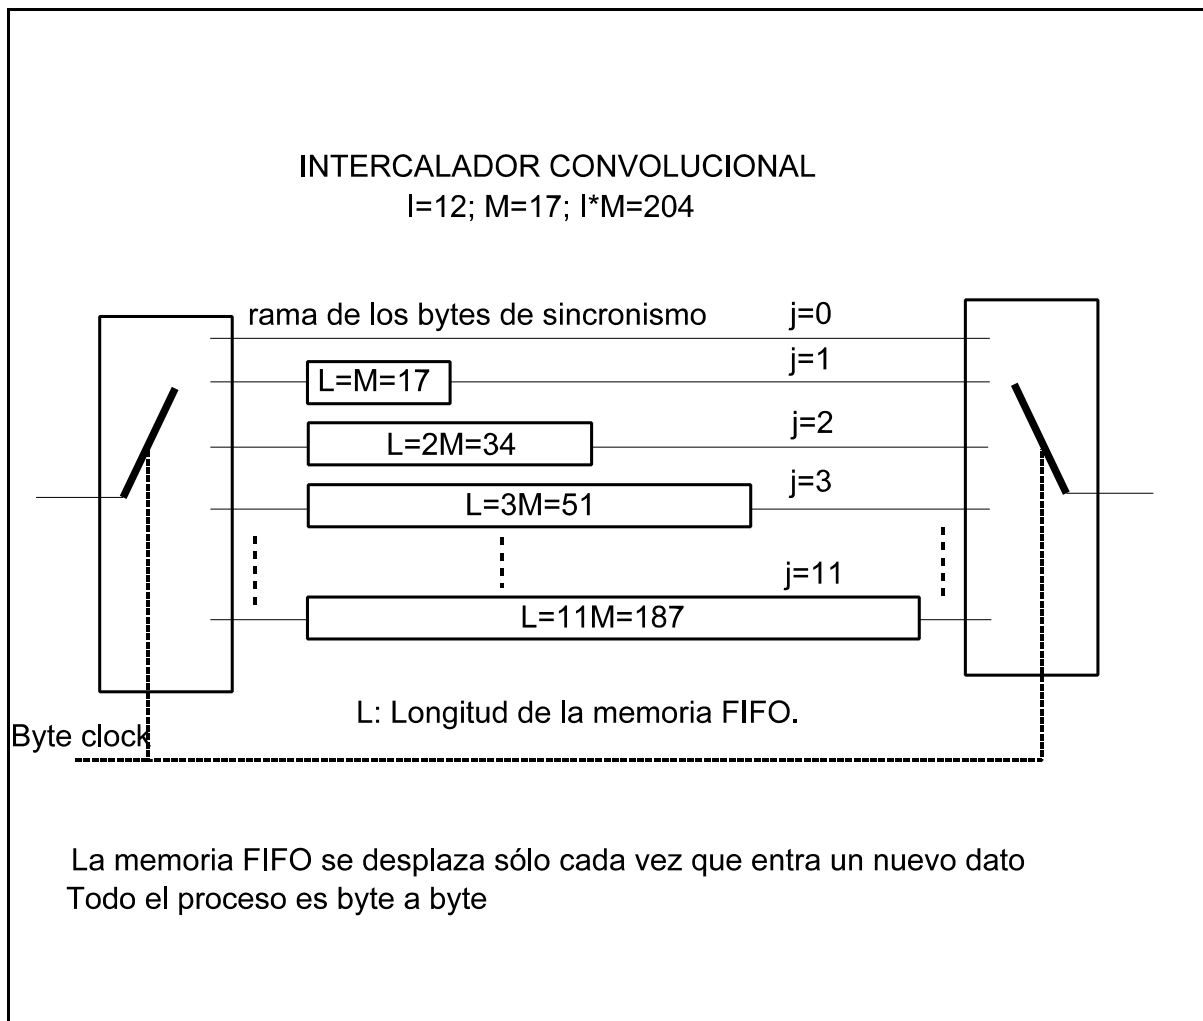 INTERCALADOR CONVOLUCIONAL
I=12; M=17; I*M=204
rama de los bytes de sincronismo
j=0
j=1
L=M=17
j=2
L=2M=34
j=3
L=3M=51
j=11
L=11M=187
L: Longitud de la memoria FIFO.
Byte clock
La memoria FIFO se desplaza sólo cada vez que entra un nuevo dato
Todo el proceso es byte a byte